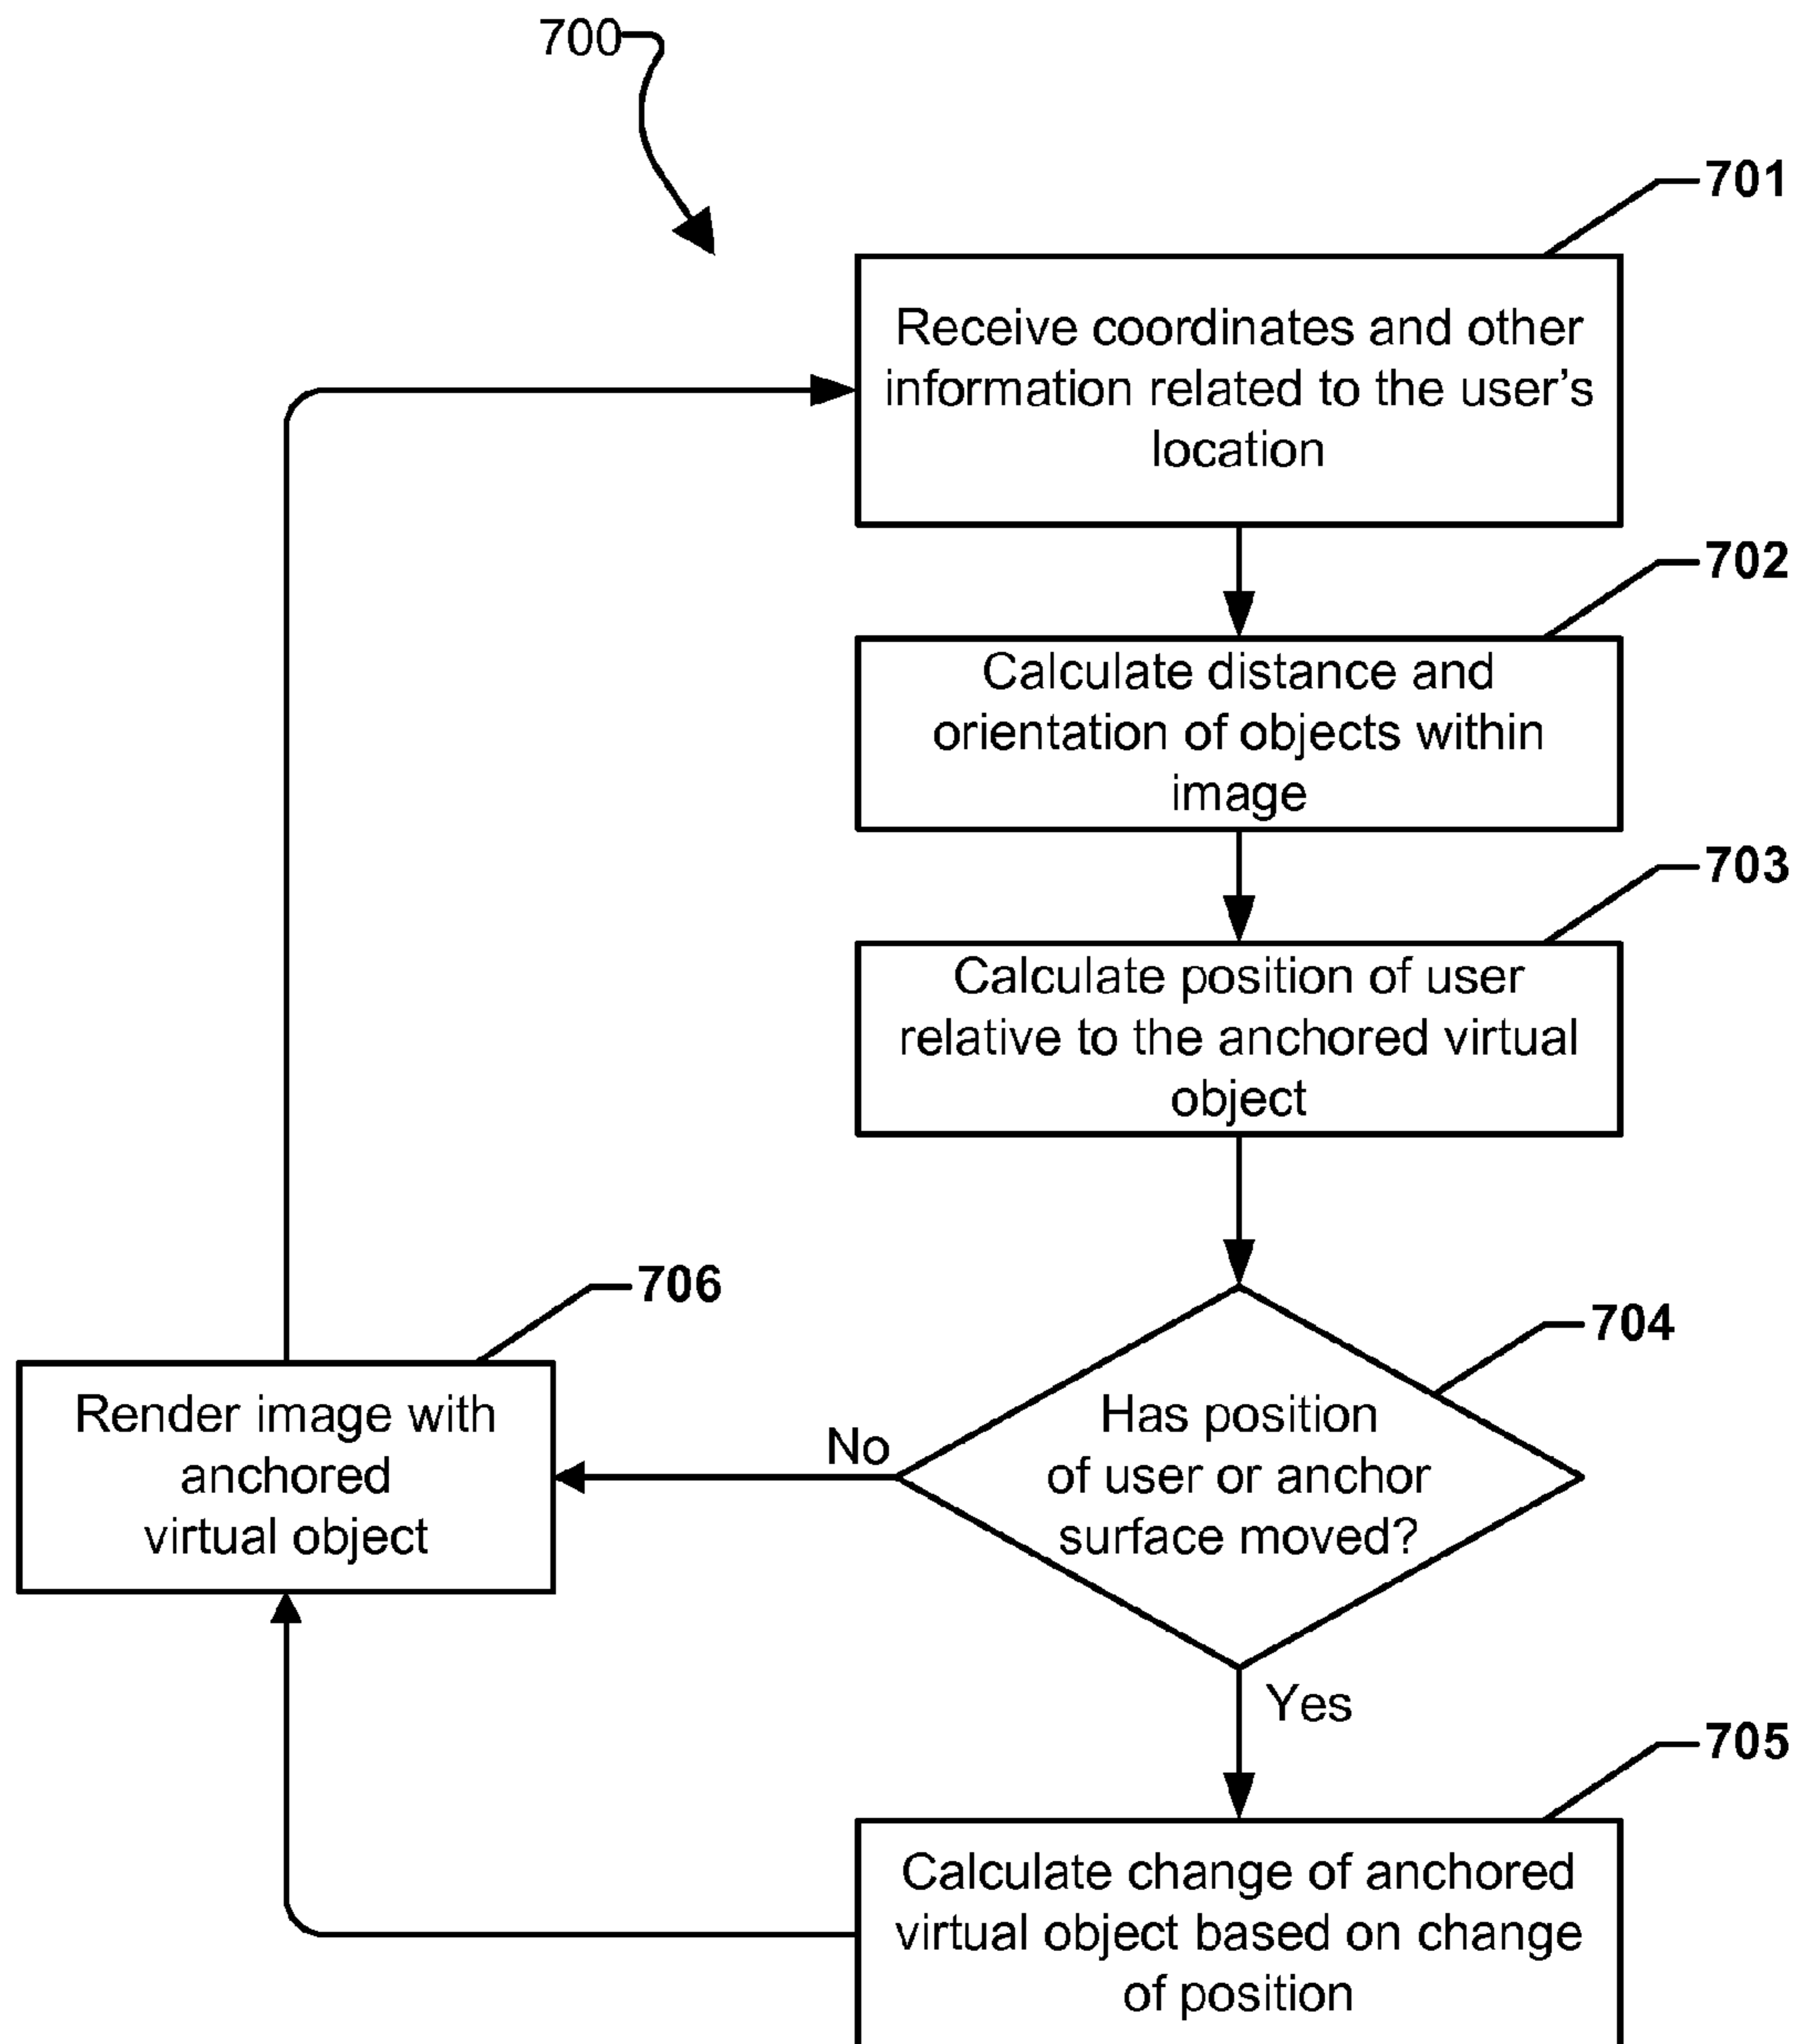 700
701
Receive coordinates and other
information related to the user's
location
702
Calculate distance and
orientation of objects within
image
703
Calculate position of user
relative to the anchored virtual
object
706
704
Render image with
anchored
virtual object
No
Has position
of user or anchor
surface moved?
Yes
705
Calculate change of anchored
virtual object based on change
of position